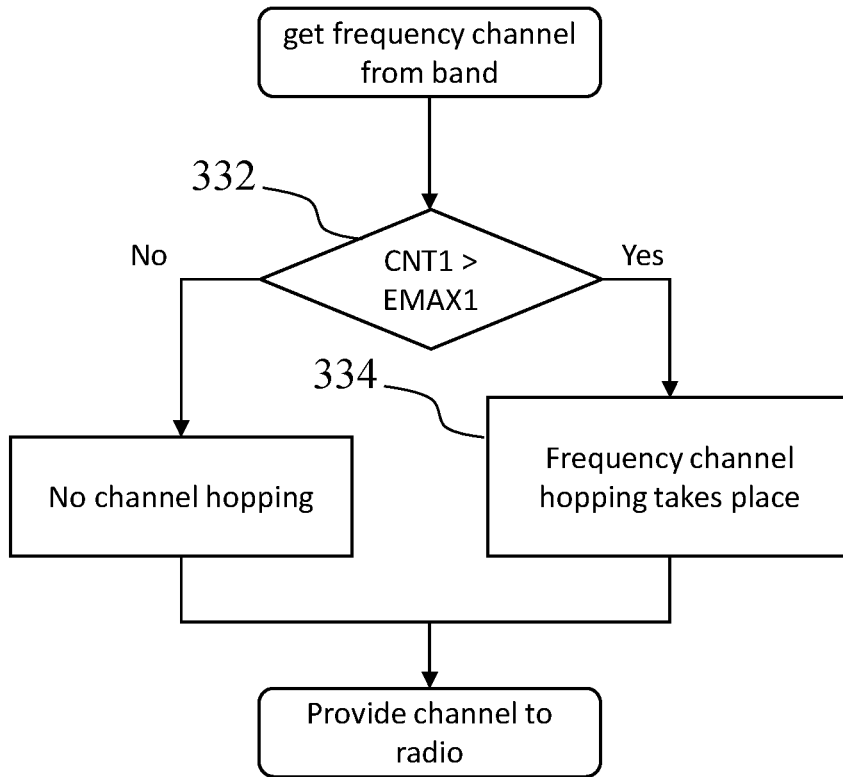 get frequency channel
from band
332
No
CNT1 >
EMAX1
Yes
334
No channel hopping
Frequency channel
hopping takes place
Provide channel to
radio